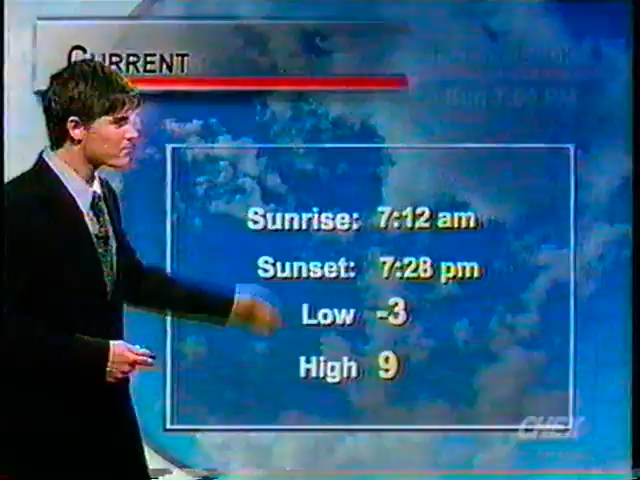 CURRENT
Sunrise: 7:12 am
Sunset: 7:28 pm
Low -3
High 9
CHEX